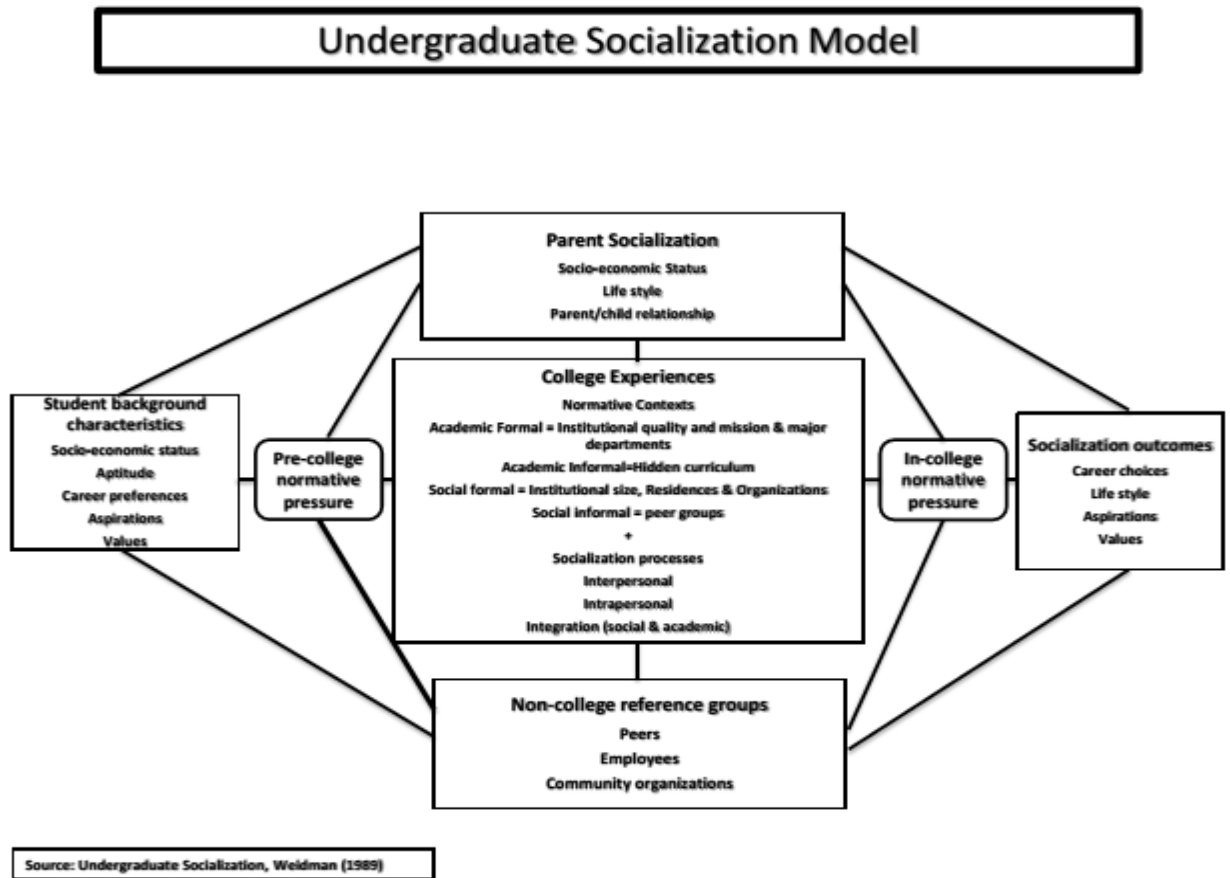 Undergraduate Socialization Model
Parent Socialization
Socio-economic Status
Life style
Parent/child relationship
Student background
characteristics
Socio-economic status
Aptitude
Career preferences
Aspirations
Values
Pre-college
normative
pressure
College Experiences
Normative Contexts
Academic Formal = Institutional quality and mission & major
departments
Academic Informal=Hidden curriculum
Social formal = Institutional size, Residences & Organizations
Social informal = peer groups
+
Socialization processes
Interpersonal
Intrapersonal
Integration (social & academic)
In-college
normative
pressure
Socialization outcomes
Career choices
Life style
Aspirations
Values
Non-college reference groups
Peers
Employees
Community organizations
Source: Undergraduate Socialization, Weidman (1989)